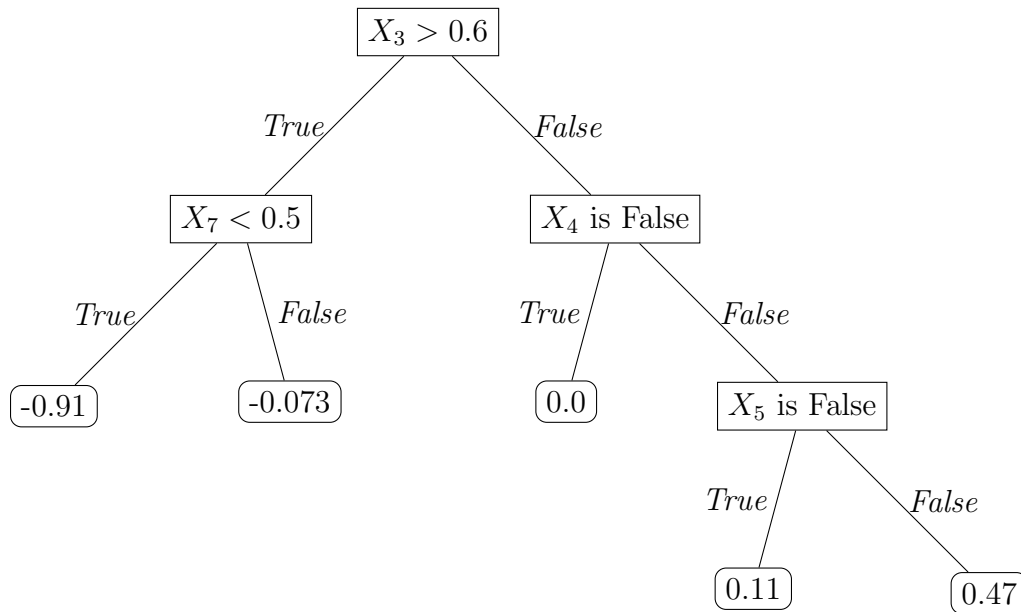 X₃ > 0.6
True
False
X₇ < 0.5
X₄ is False
True
False
True
False
-0.91
-0.073
0.0
X₅ is False
True
False
0.11
0.47